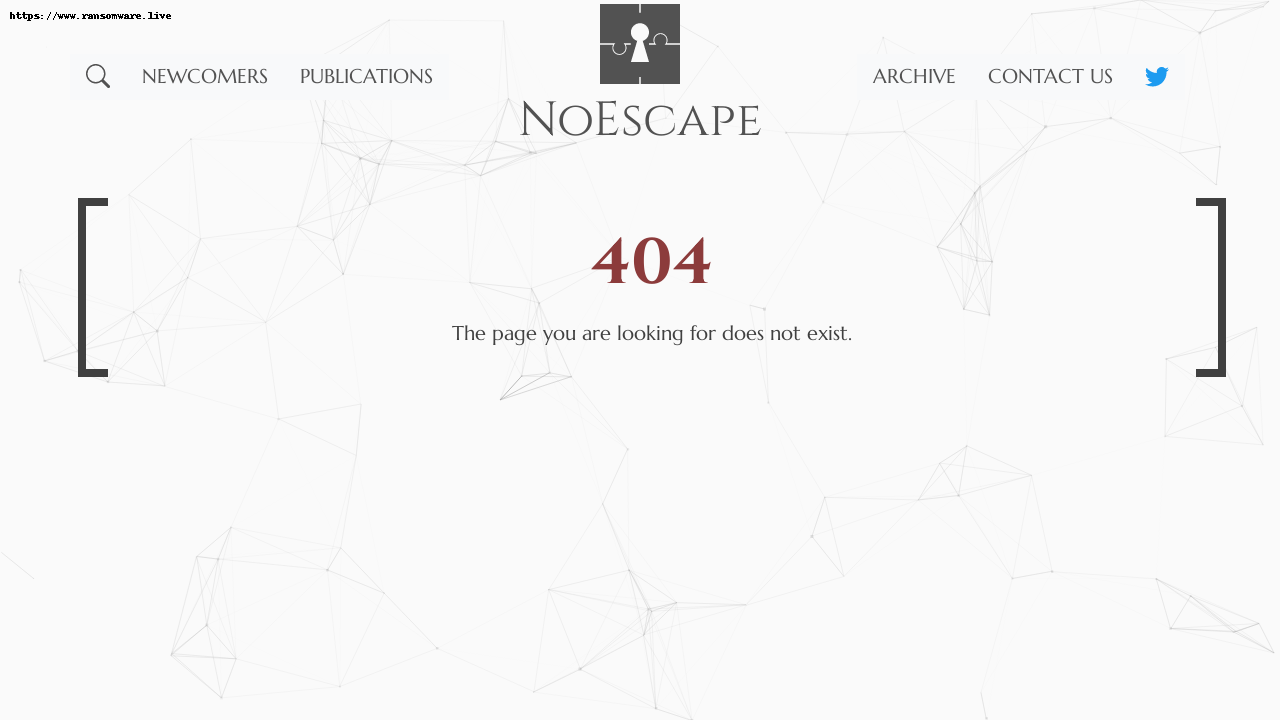 https://www.ransomware.live
NEWCOMERS PUBLICATIONS ARCHIVE CONTACT US
NOESCAPE
404
The page you are looking for does not exist.